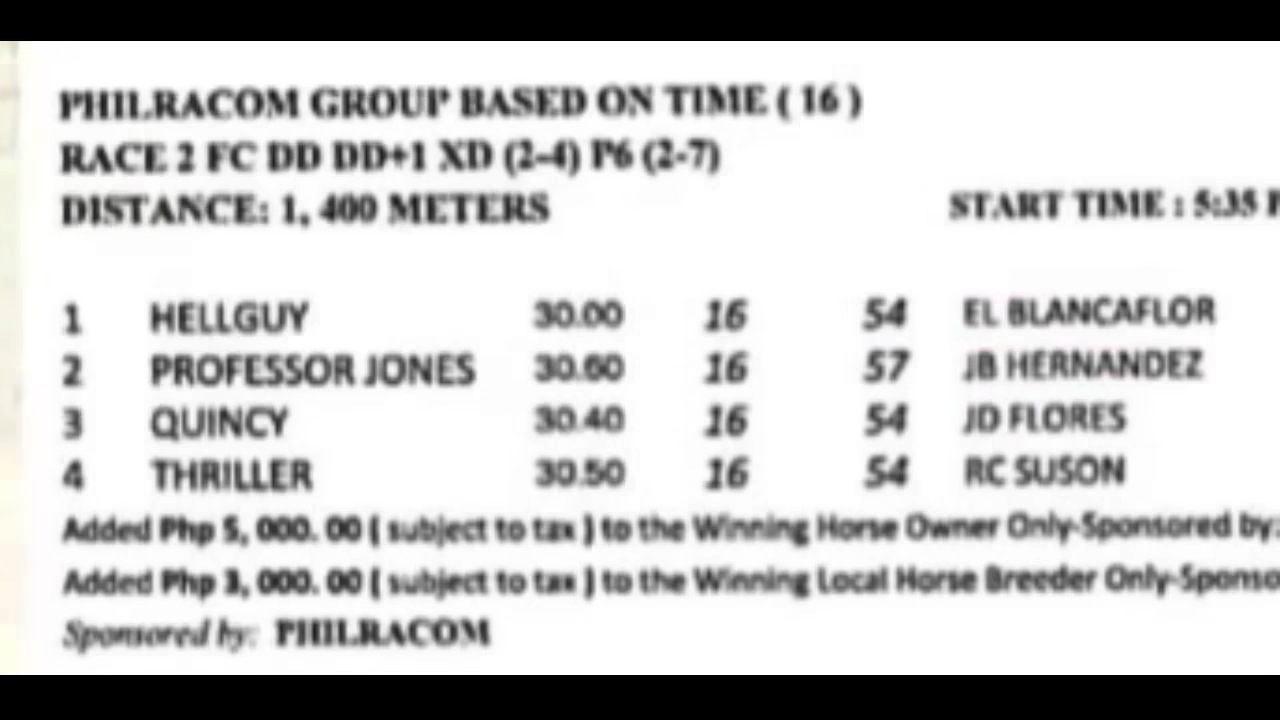 PHILRACOM GROUP BASED ON TIME ( 16 )
RACE 2 FC DD DD+1 XD (2-4) P6 (2-7)
DISTANCE: 1, 400 METERS START TIME : 5:35
1 HELLGUY 30.00 16 54 EL BLANCAFLOR
2 PROFESSOR JONES 30.60 16 57 JB HERNANDEZ
3 QUINCY 30.40 16 54 JD FLORES
4 THRILLER 30.50 16 54 RC SUSON
Added Php 5, 000. 00 ( subject to tax ) to the Winning Horse Owner Only-Sponsored by:
Added Php 3, 000. 00 ( subject to tax ) to the Winning Local Horse Breeder Only-Sponso
Sponsored by: PHILRACOM